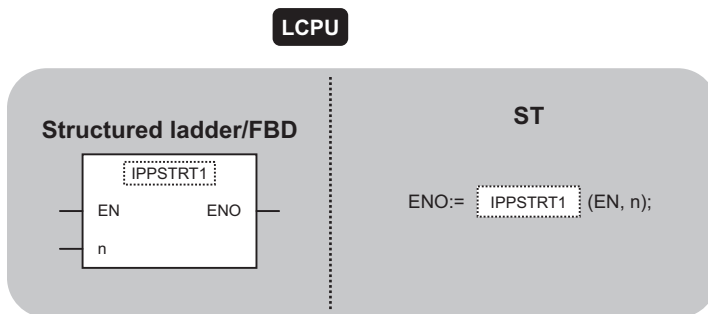 LCPU
Structured ladder/FBD
IPPSTRT1
EN ENO
n
ST
ENO:= IPPSTRT1 (EN, n);